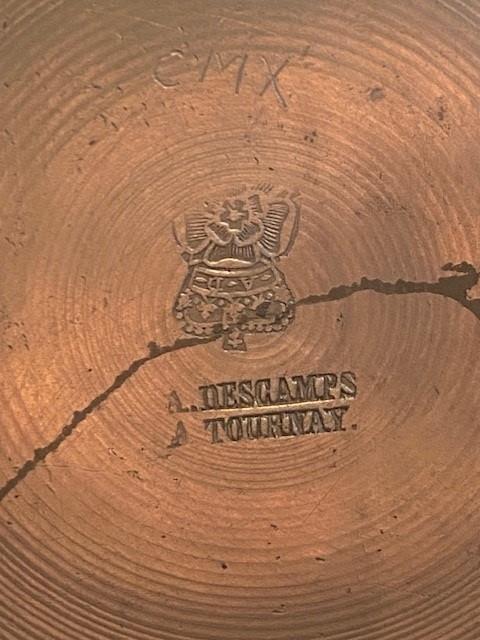 CMX
A-D
A. DESCAMPS
A TOURNAY.